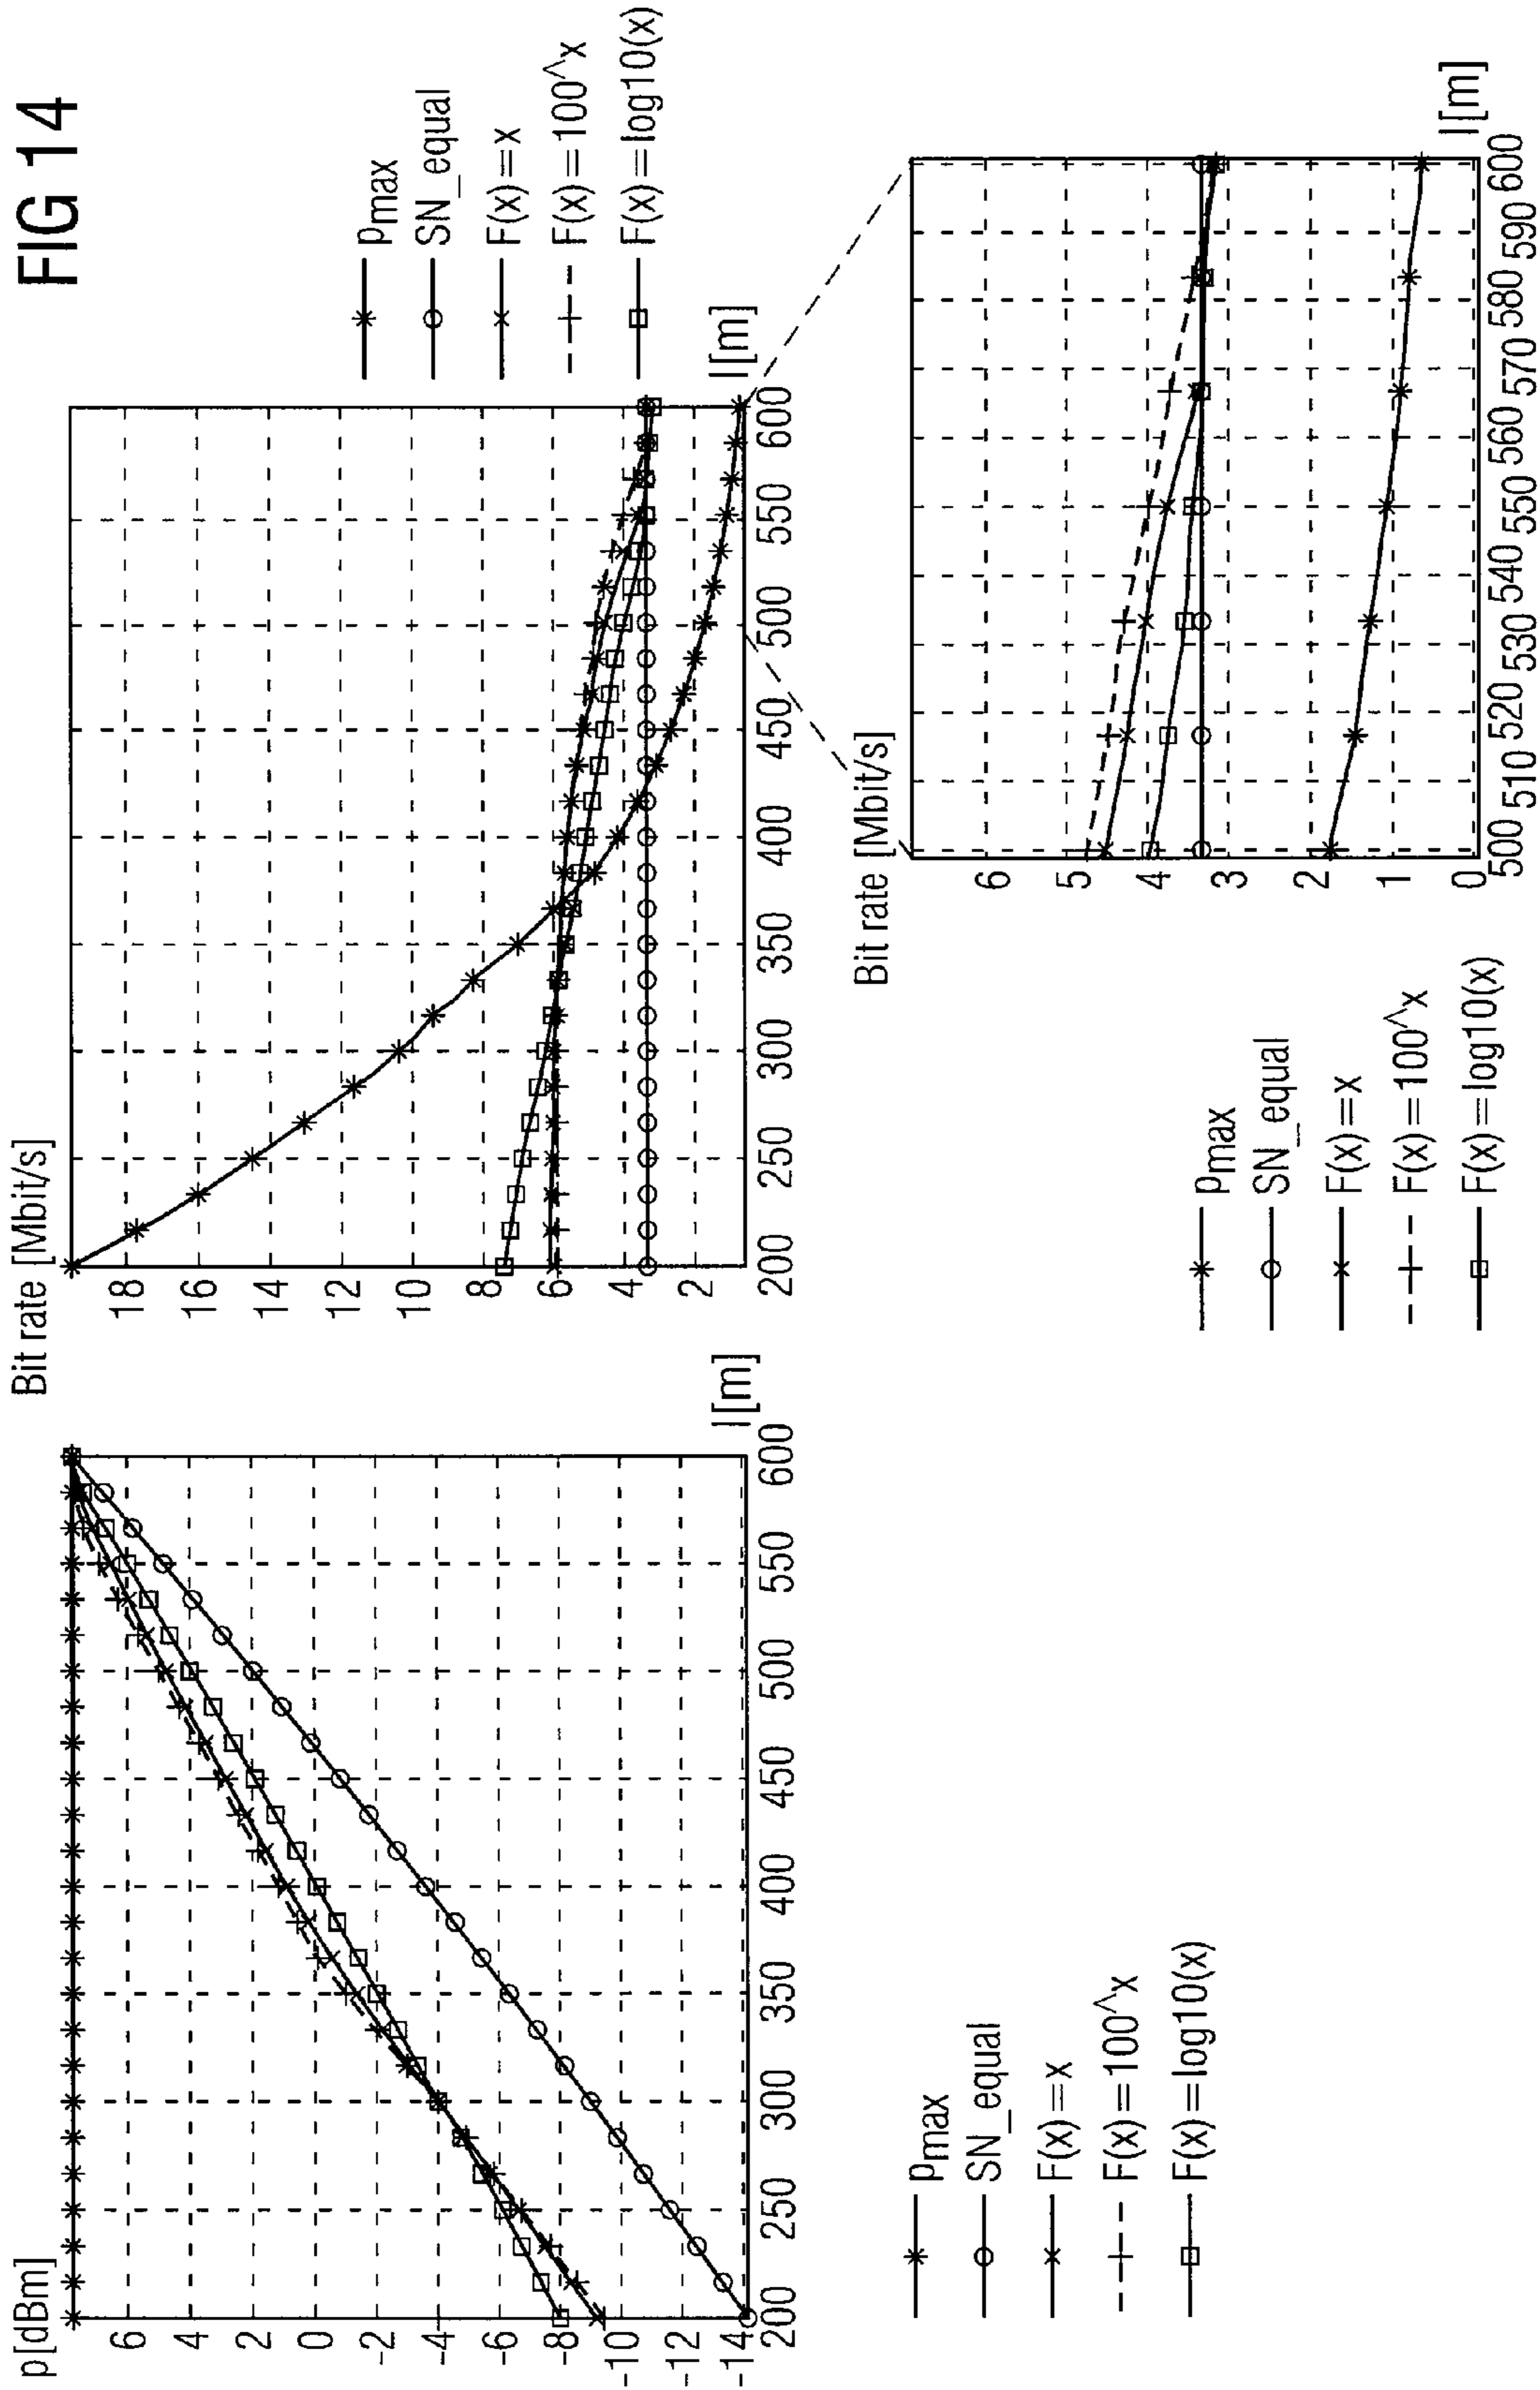 FIG 14
p[dBm]
6
4
2
0
-2
-4
-6
-8
-10
-12
-14
200 250 300 350 400 450 500 550 600
l[m]
pmax
SN_equal
F(x)=x
F(x)=100^x
F(x)=log10(x)
Bit rate [Mbit/s]
18
16
14
12
10
8
6
4
2
200 250 300 350 400 450 500 550 600
l[m]
pmax
SN_equal
F(x)=x
F(x)=100^x
F(x)=log10(x)
Bit rate [Mbit/s]
6
5
4
3
2
1
0
500 510 520 530 540 550 560 570 580 590 600
l[m]
pmax
SN_equal
F(x)=x
F(x)=100^x
F(x)=log10(x)